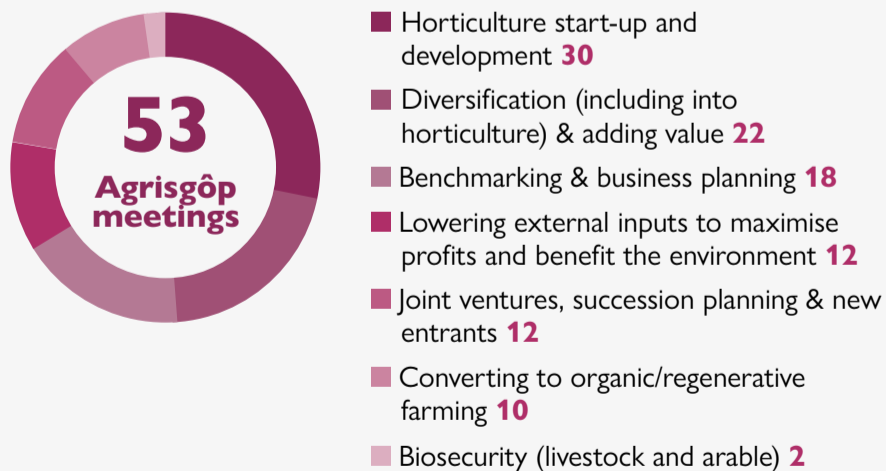 53
Agrisgôp
meetings
Horticulture start-up and
development 30
Diversification (including into
horticulture) & adding value 22
Benchmarking & business planning 18
Lowering external inputs to maximise
profits and benefit the environment 12
Joint ventures, succession planning & new
entrants 12
Converting to organic/regenerative
farming 10
Biosecurity (livestock and arable) 2